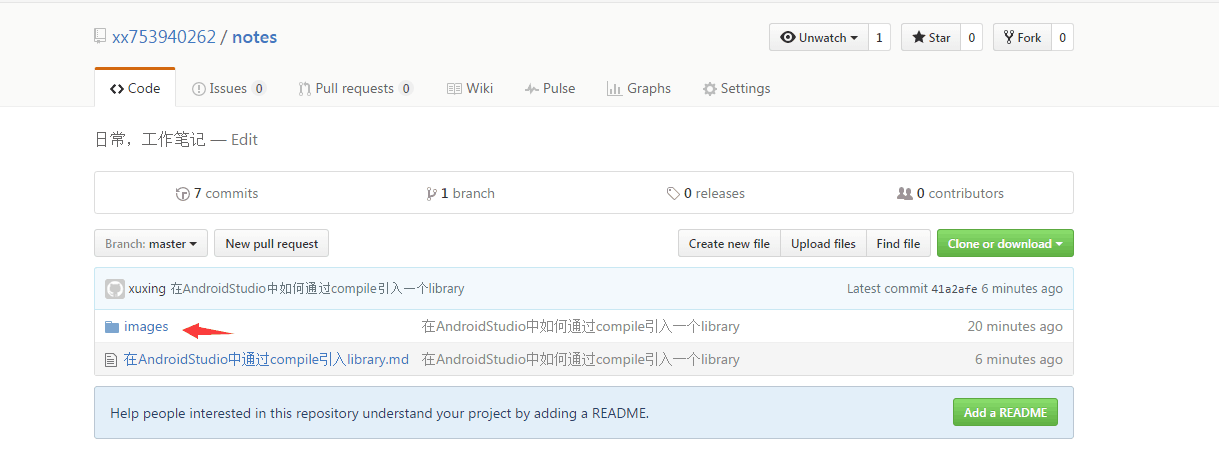 xx753940262 / notes
Unwatch 1 Star 0 Fork 0
Code Issues 0 Pull requests 0 Wiki Pulse Graphs Settings
日常，工作笔记 — Edit
7 commits 1 branch 0 releases 0 contributors
Branch: master New pull request Create new file Upload files Find file Clone or download
xuxing 在AndroidStudio中如何通过compile引入一个library Latest commit 41a2afe 6 minutes ago
images 在AndroidStudio中如何通过compile引入一个library 20 minutes ago
在AndroidStudio中通过compile引入library.md 在AndroidStudio中如何通过compile引入一个library 6 minutes ago
Help people interested in this repository understand your project by adding a README. Add a README